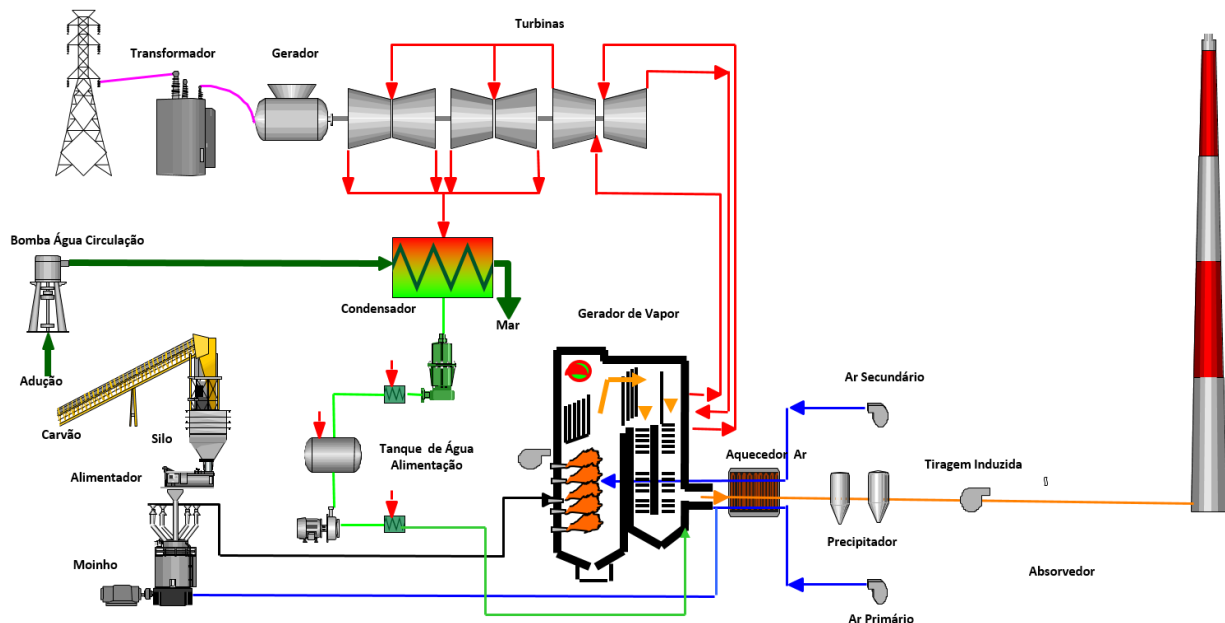 Turbinas
Transformador
Gerador
Bomba Água Circulação
Condensador
Gerador de Vapor
Mar
Adução
Ar Secundário
Carvão
Silo
Tanque de Água
Alimentação
Aquecedor Ar
Tiragem Induzida
Alimentador
Precipitador
Moinho
Absorvedor
Ar Primário